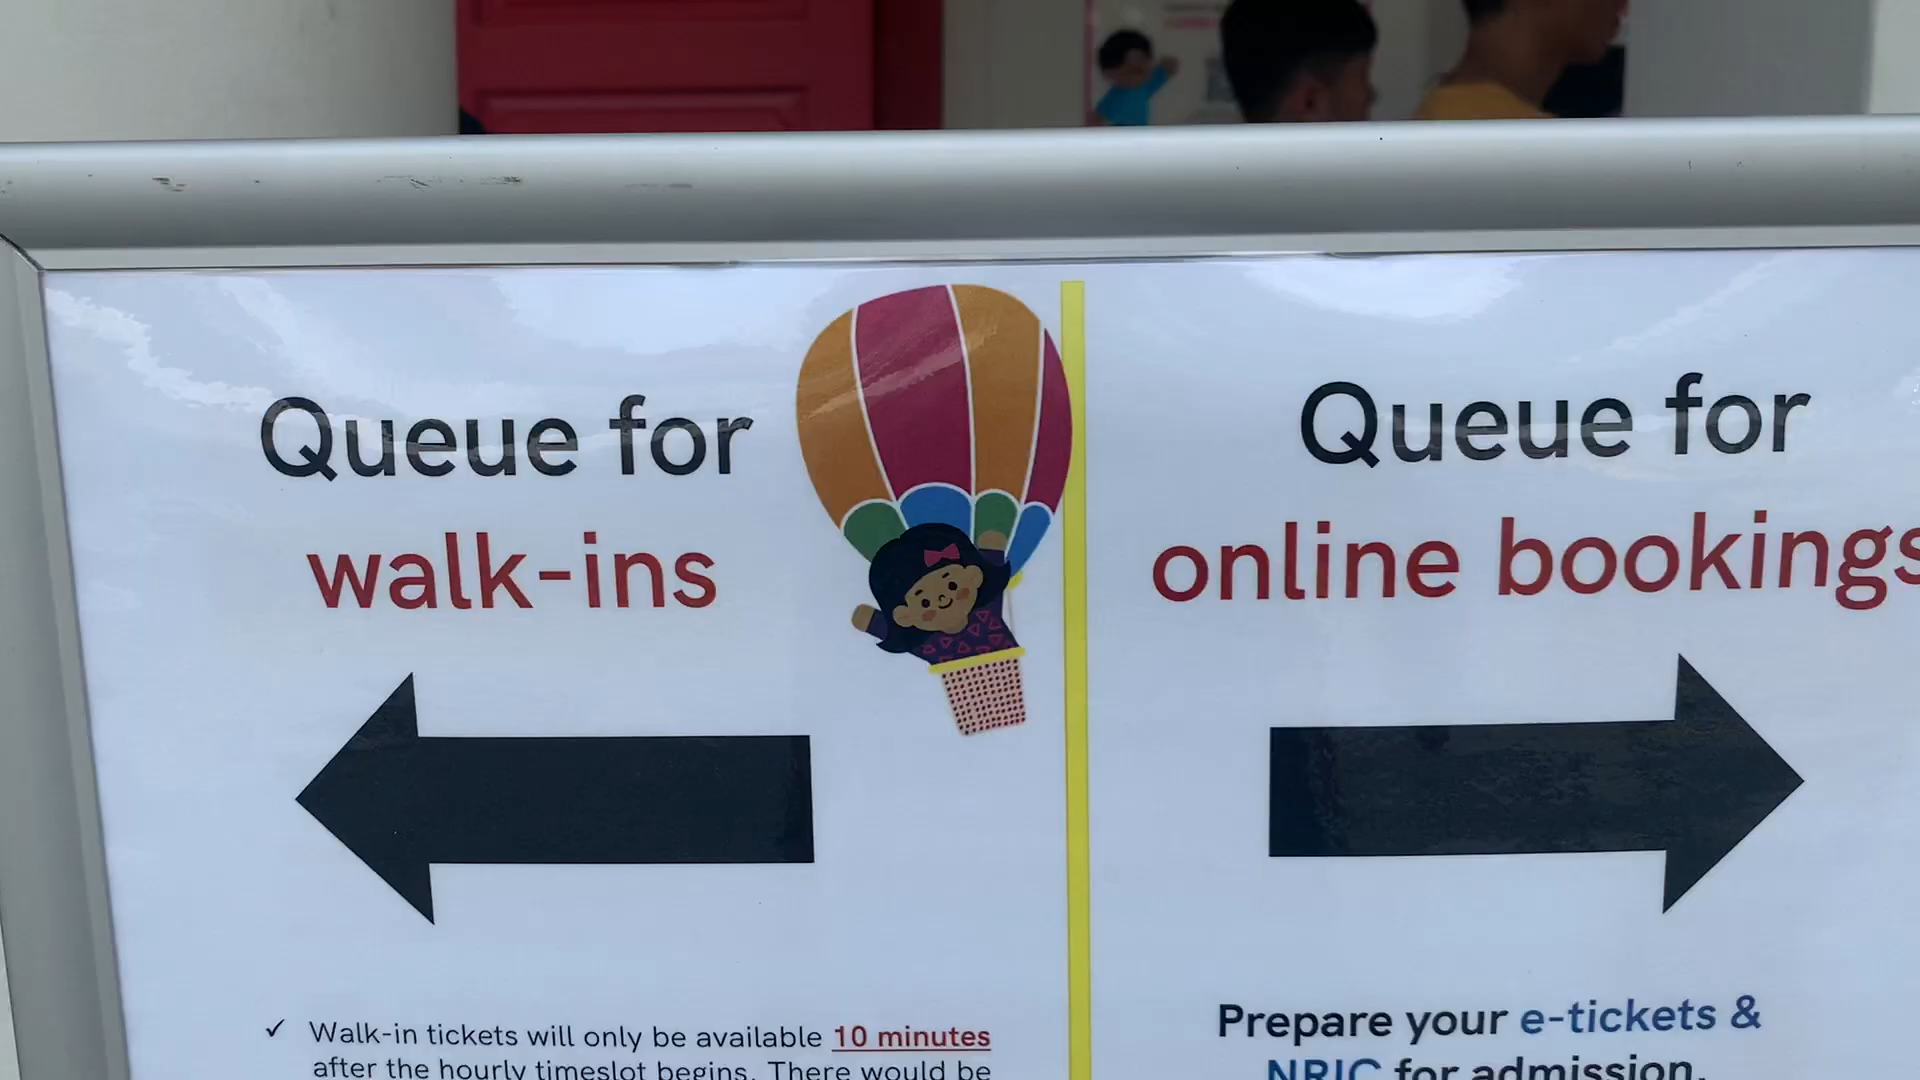 Queue for
walk-ins
✓ Walk-in tickets will only be available 10 minutes
after the hourly timeslot begins. There would be
Queue for
online bookings
Prepare your e-tickets &
NRIC for admission.